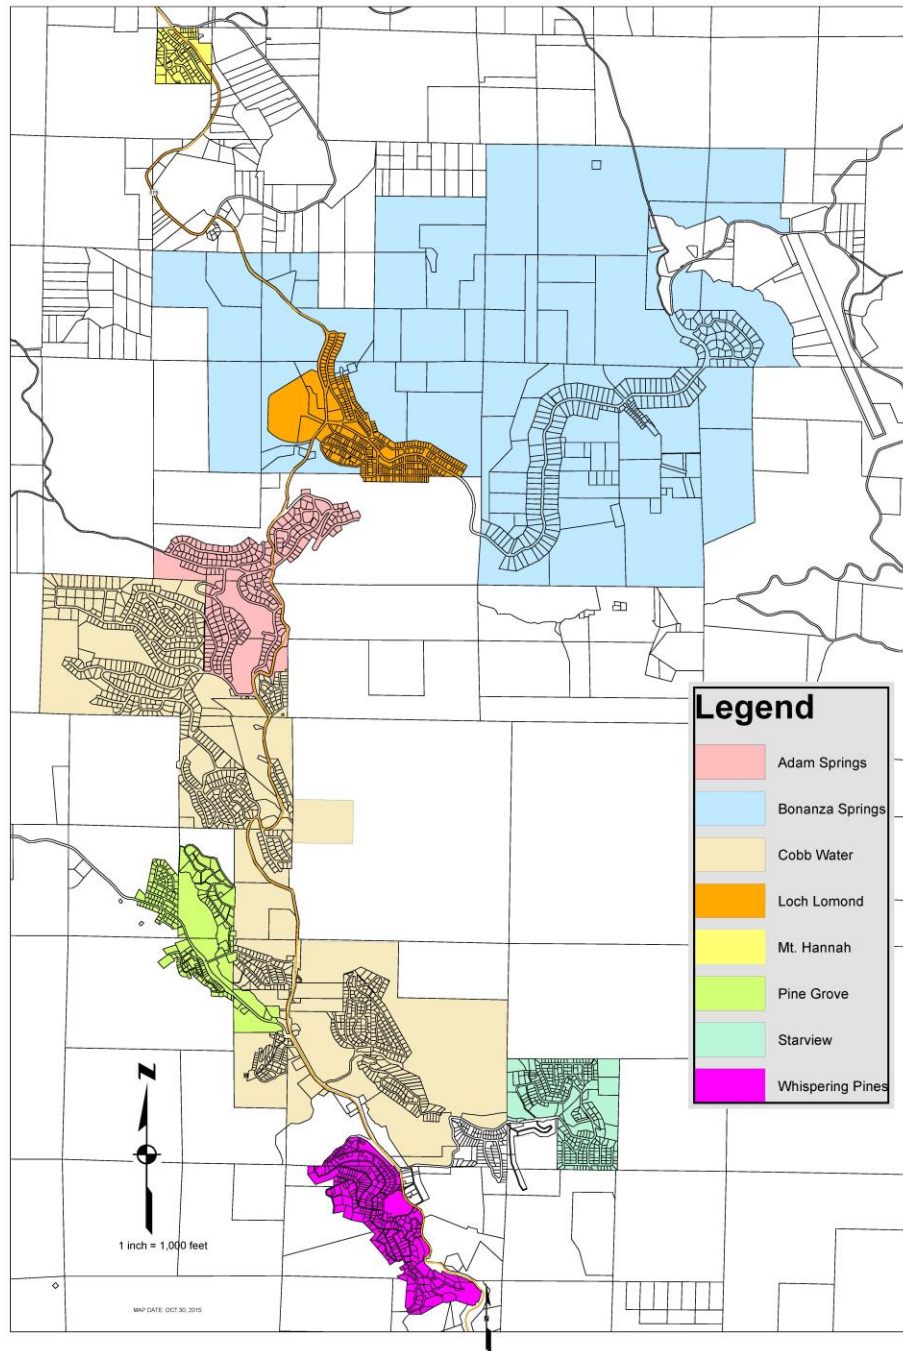 175
Legend
Adam Springs
Bonanza Springs
Cobb Water
Loch Lomond
Mt. Hannah
Pine Grove
Starview
Whispering Pines
N
1 inch = 1,000 feet
MAP DATE: OCT.30, 2015